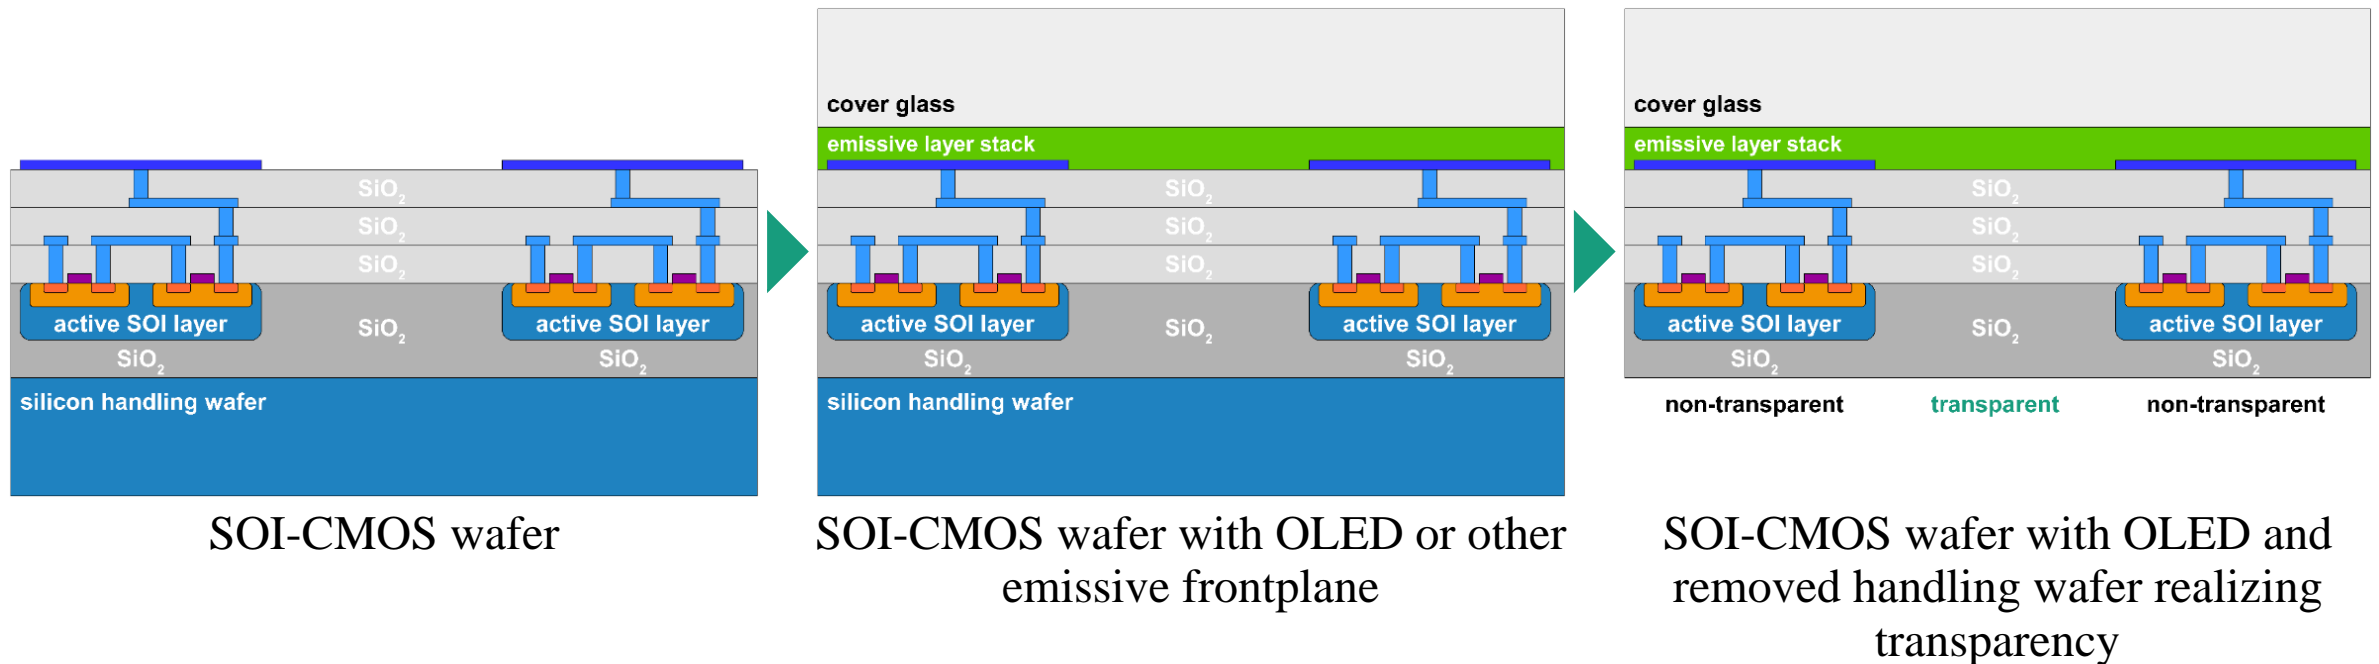 SiO2
SiO2
SiO2
active SOI layer
SiO2
active SOI layer
SiO2
SiO2
silicon handling wafer
SOI-CMOS wafer
cover glass
emissive layer stack
SiO2
SiO2
SiO2
active SOI layer
SiO2
active SOI layer
SiO2
SiO2
silicon handling wafer
SOI-CMOS wafer with OLED or other
emissive frontplane
cover glass
emissive layer stack
SiO2
SiO2
SiO2
active SOI layer
SiO2
active SOI layer
SiO2
SiO2
non-transparent
transparent
non-transparent
SOI-CMOS wafer with OLED and
removed handling wafer realizing
transparency